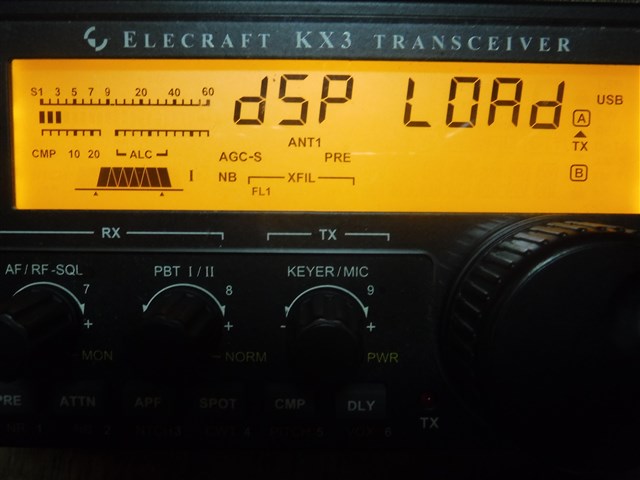 ELECRAFT KX3 TRANSCEIVER
S1 3 5 7 9 20 40 60
dSP LOAd
USB
A
TX
ANT1
CMP 10 20 ALC
AGC-S PRE
NB XFIL
I
B
FL1
RX TX
AF/RF-SQL PBT I/II KEYER/MIC
7 8 9
+ + - +
MON NORM PWR
PRE ATTN APF SPOT CMP DLY
TX